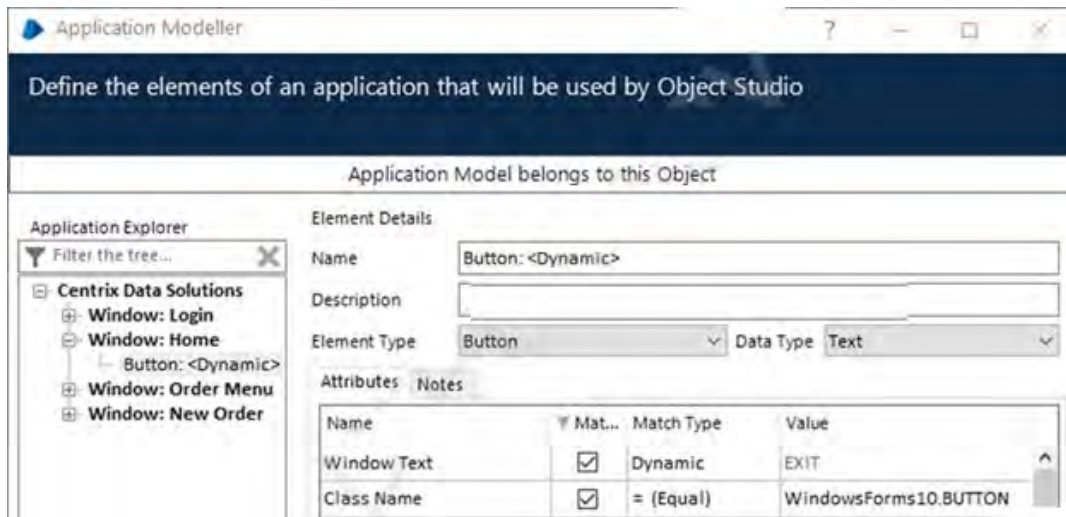 Application Modeller
Define the elements of an application that will be used by Object Studio
Application Model belongs to this Object
Application Explorer
Filter the tree...
Centrix Data Solutions
Window: Login
Window: Home
Button: <Dynamic>
Window: Order Menu
Window: New Order
Element Details
Name Button: <Dynamic>
Description
Element Type Button Data Type Text
Attributes Notes
Name Mat... Match Type Value
Window Text Dynamic EXIT
Class Name = (Equal) WindowsForms10.BUTTON